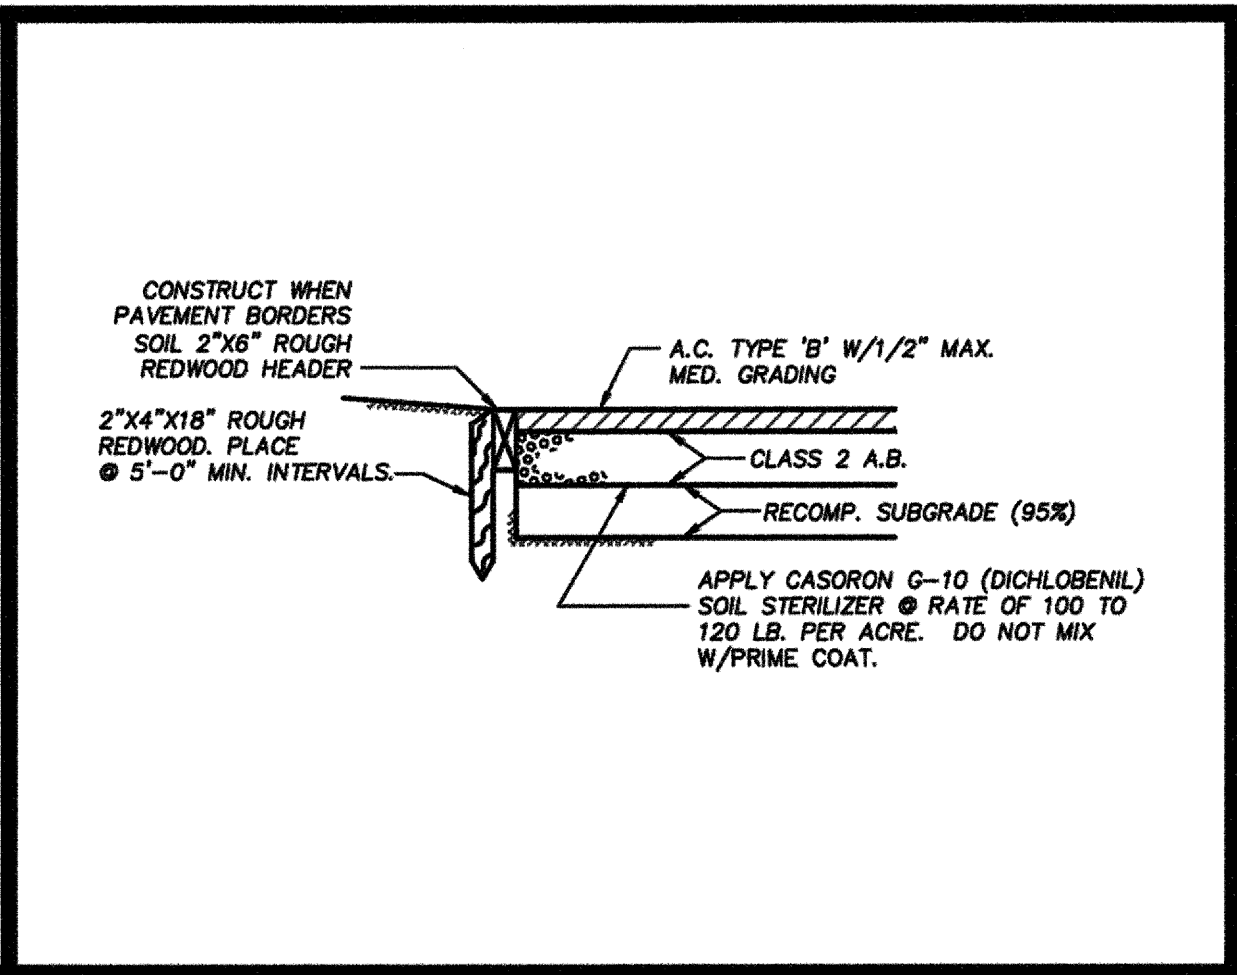 CONSTRUCT WHEN
PAVEMENT BORDERS
SOIL 2"X6" ROUGH
REDWOOD HEADER
2"X4"X18" ROUGH
REDWOOD. PLACE
@ 5'-0" MIN. INTERVALS.
A.C. TYPE 'B' W/1/2" MAX.
MED. GRADING
CLASS 2 A.B.
RECOMP. SUBGRADE (95%)
APPLY CASORON G-10 (DICHLOBENIL)
SOIL STERILIZER @ RATE OF 100 TO
120 LB. PER ACRE. DO NOT MIX
W/PRIME COAT.